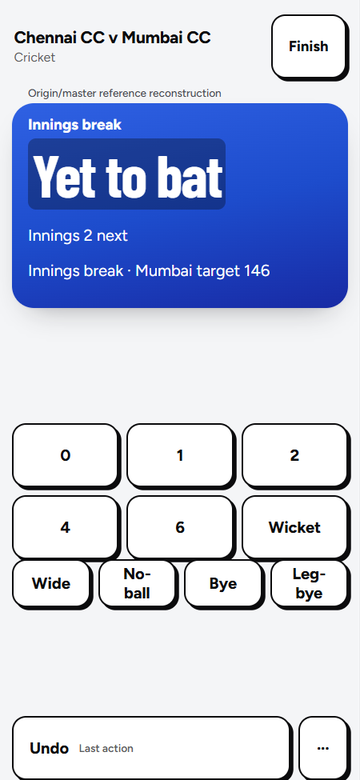 Chennai CC v Mumbai CC
Cricket
Finish
Origin/master reference reconstruction
Innings break
Yet to bat
Innings 2 next
Innings break · Mumbai target 146
0
1
2
4
6
Wicket
Wide
No-
ball
Bye
Leg-
bye
Undo Last action
...